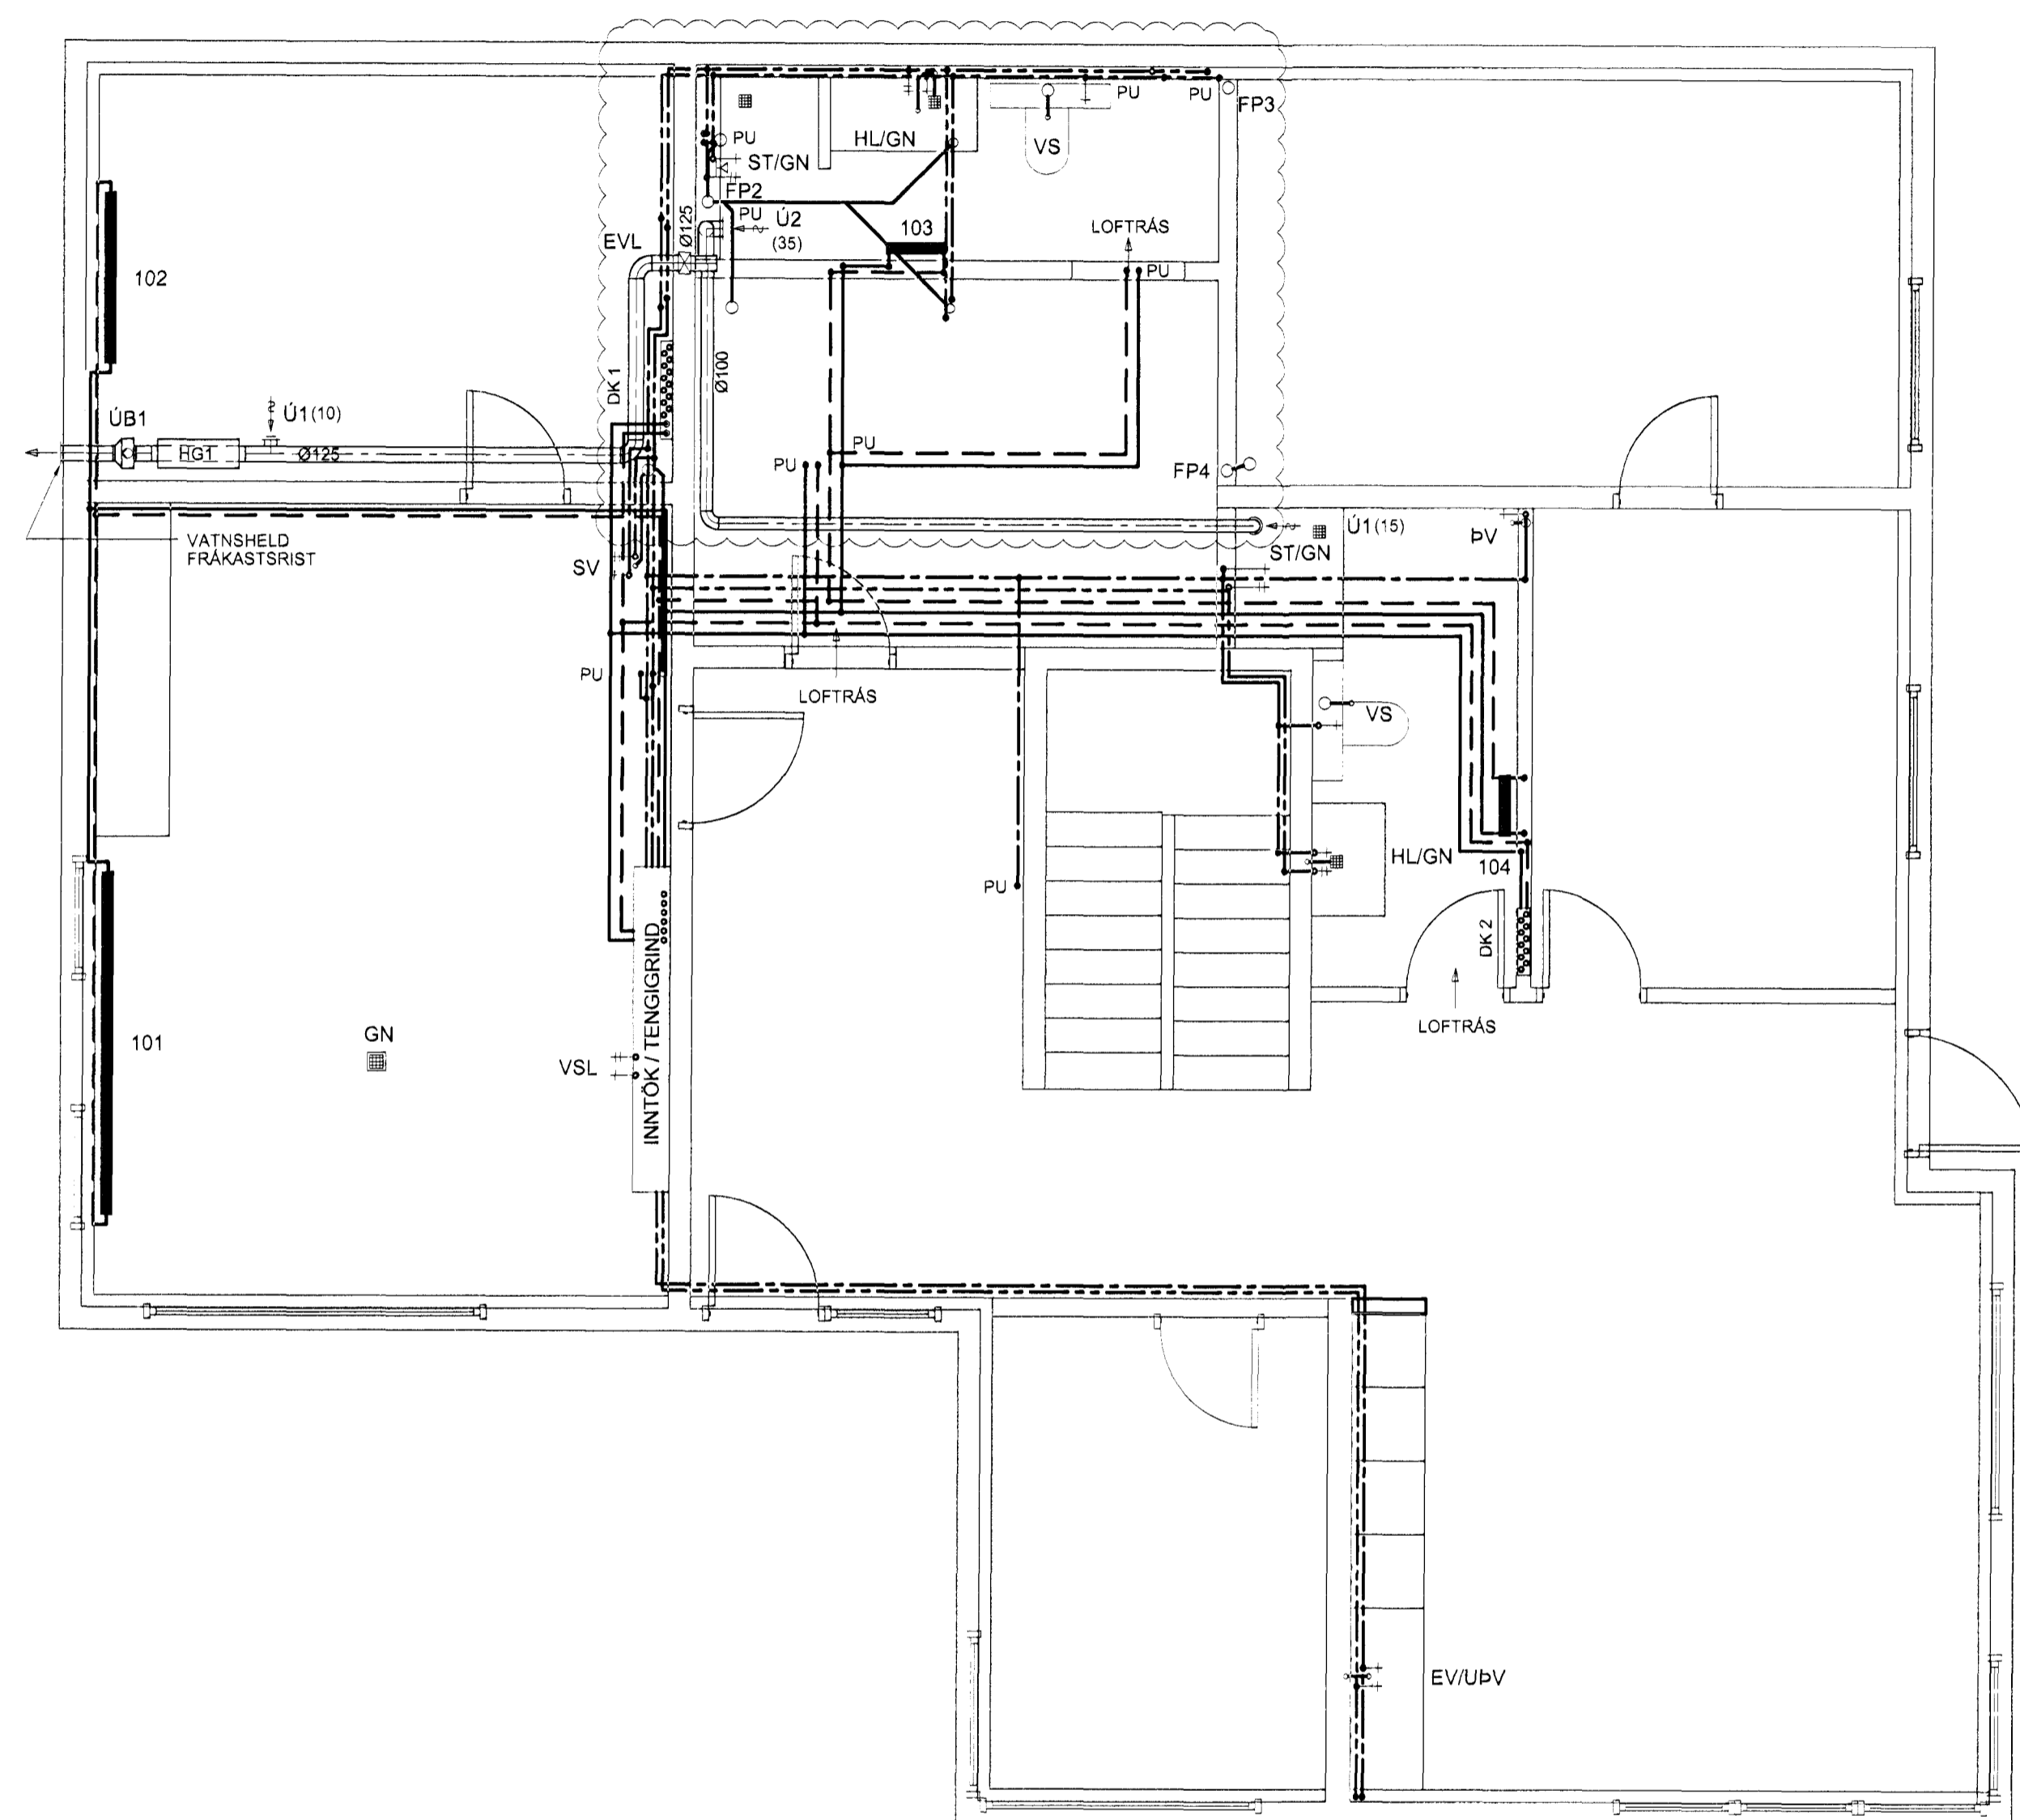 PU
PU
FP3
PU
HL/GN
VS
ST/GN
FP2
PU
Ú2
(35)
Ø125
103
LOFTRÁS
EVL
PU
102
DK 1
Ø100
ÚB1
Ú1(10)
HG1
Ø125
PU
PU
FP4
VATNSHELD
FRÁKASTSRIST
SV
Ú1(15)
ST/GN
ÞV
PU
LOFTRÁS
VS
PU
HL/GN
104
DK 2
INNTÖK / TENGIGRIND
LOFTRÁS
101
GN
VSL
EV/UÞV